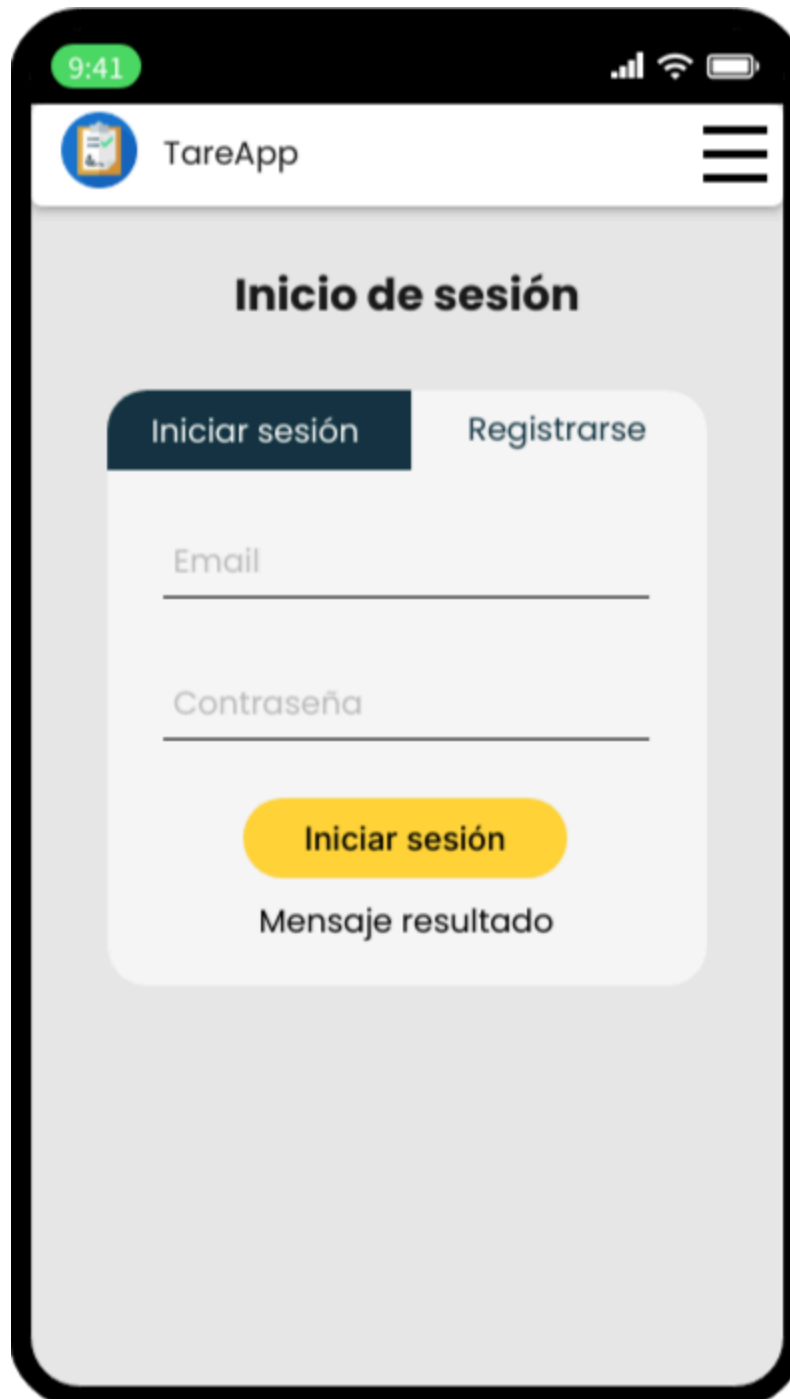 9:41
TareApp
Inicio de sesión
Iniciar sesión Registrarse
Email
Contraseña
Iniciar sesión
Mensaje resultado